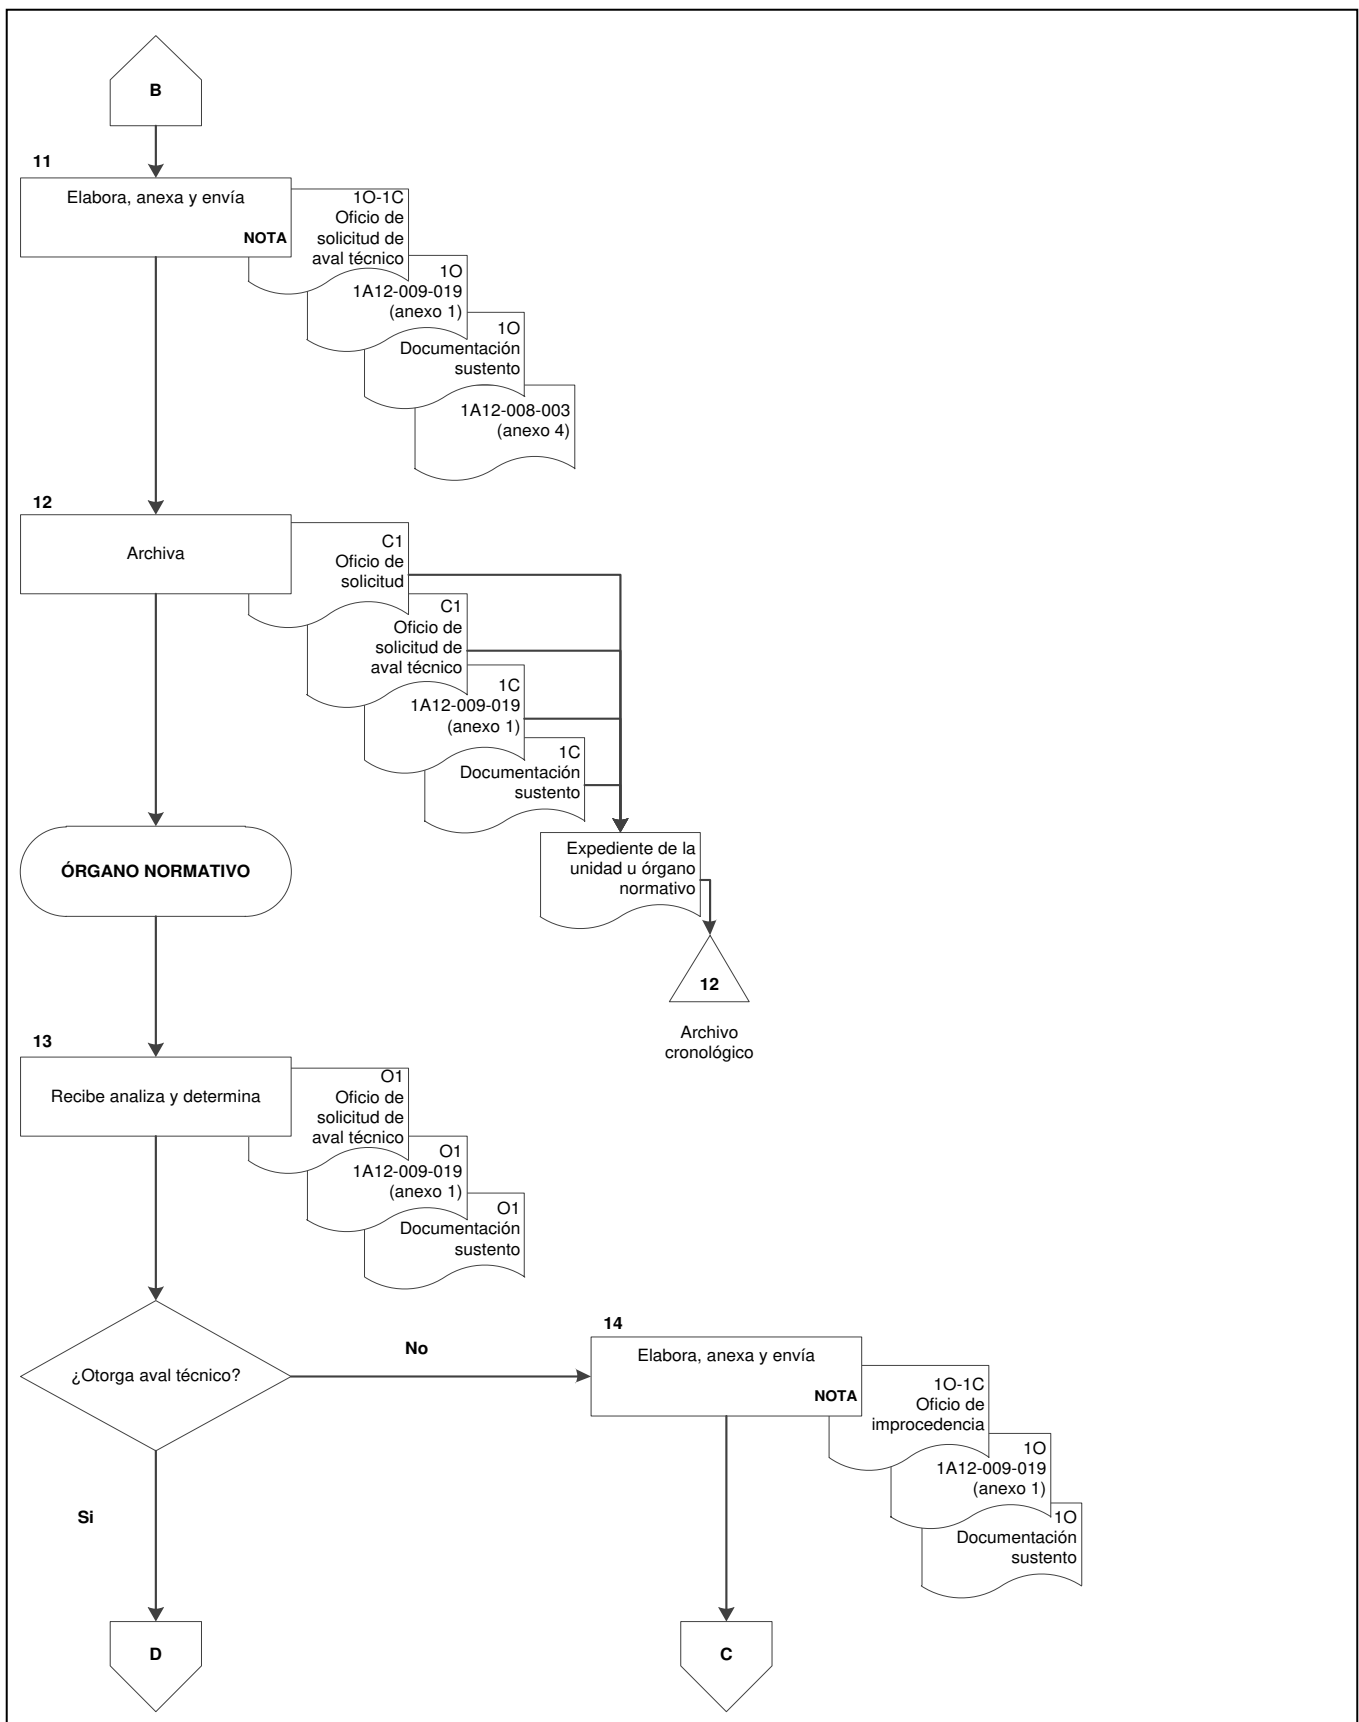 B
11
Elabora, anexa y envía
NOTA
1O-1C
Oficio de
solicitud de
aval técnico
1O
1A12-009-019
(anexo 1)
1O
Documentación
sustento
1A12-008-003
(anexo 4)
12
Archiva
C1
Oficio de
solicitud
C1
Oficio de
solicitud de
aval técnico
1C
1A12-009-019
(anexo 1)
1C
Documentación
sustento
Expediente de la
unidad u órgano
normativo
12
Archivo
cronológico
ÓRGANO NORMATIVO
13
Recibe analiza y determina
O1
Oficio de
solicitud de
aval técnico
O1
1A12-009-019
(anexo 1)
O1
Documentación
sustento
¿Otorga aval técnico?
No
14
Elabora, anexa y envía
NOTA
1O-1C
Oficio de
improcedencia
1O
1A12-009-019
(anexo 1)
1O
Documentación
sustento
Si
D
C